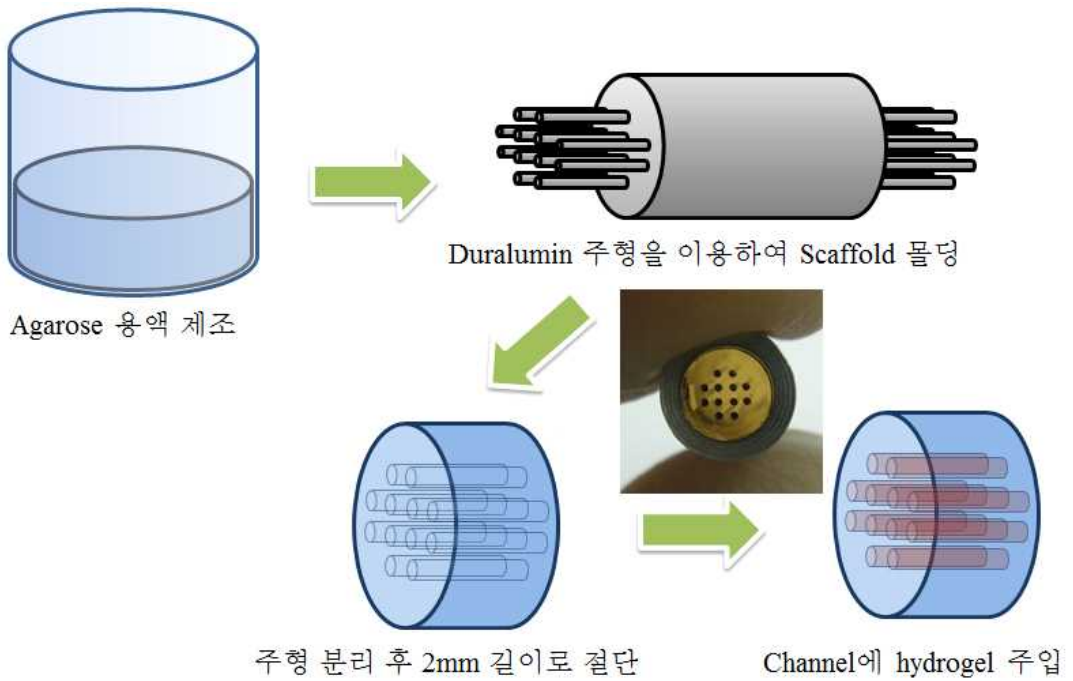 Agarose 용액 제조
Duralumin 주형을 이용하여 Scaffold 몰딩
주형 분리 후 2mm 길이로 절단
Channel에 hydrogel 주입